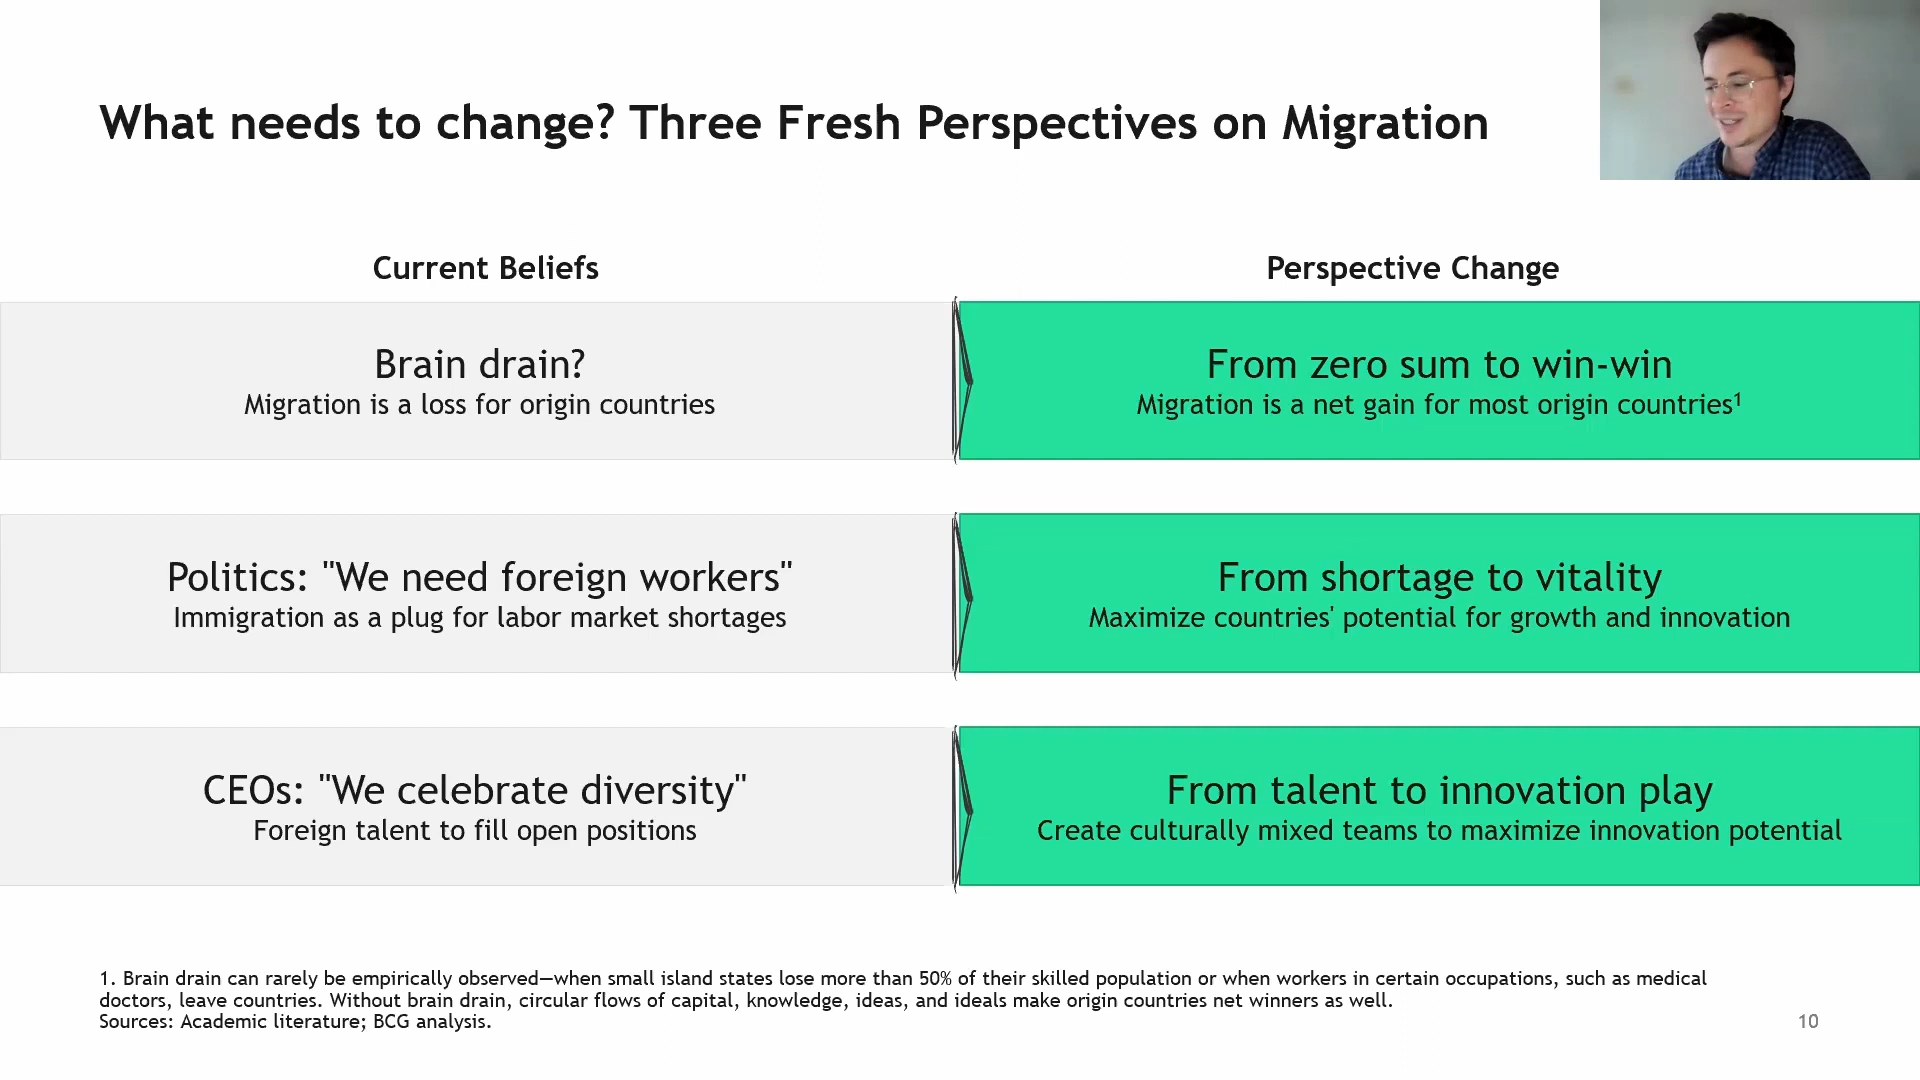 What needs to change? Three Fresh Perspectives on Migration
Current Beliefs
Perspective Change
Brain drain?
Migration is a loss for origin countries
From zero sum to win-win
Migration is a net gain for most origin countries¹
Politics: "We need foreign workers"
Immigration as a plug for labor market shortages
From shortage to vitality
Maximize countries' potential for growth and innovation
CEOs: "We celebrate diversity"
Foreign talent to fill open positions
From talent to innovation play
Create culturally mixed teams to maximize innovation potential
1. Brain drain can rarely be empirically observed—when small island states lose more than 50% of their skilled population or when workers in certain occupations, such as medical
doctors, leave countries. Without brain drain, circular flows of capital, knowledge, ideas, and ideals make origin countries net winners as well.
Sources: Academic literature; BCG analysis.
10